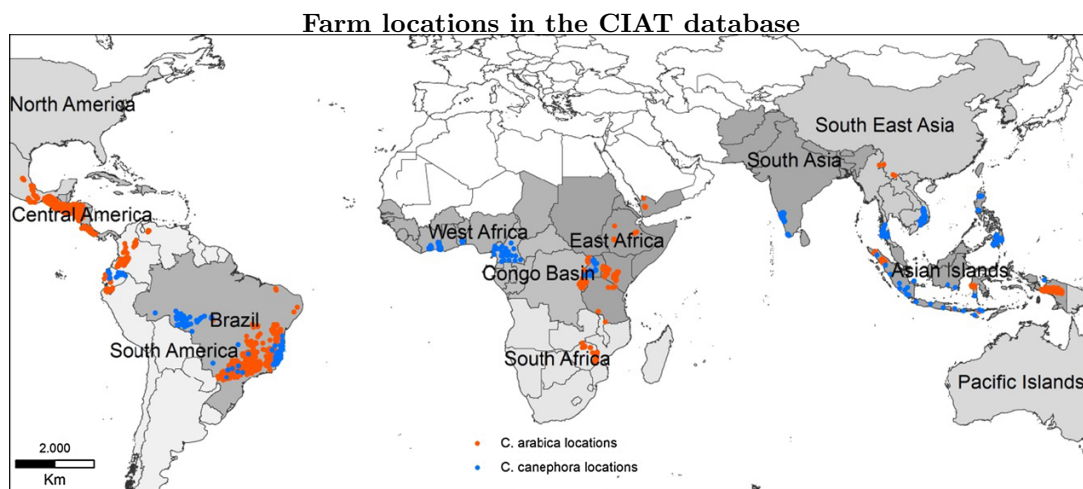 Farm locations in the CIAT database
North America
South East Asia
South Asia
Central America
West Africa
East Africa
Congo Basin
Asian Islands
Brazil
South America
South Africa
Pacific Islands
C. arabica locations
2.000
C. canephora locations
Km